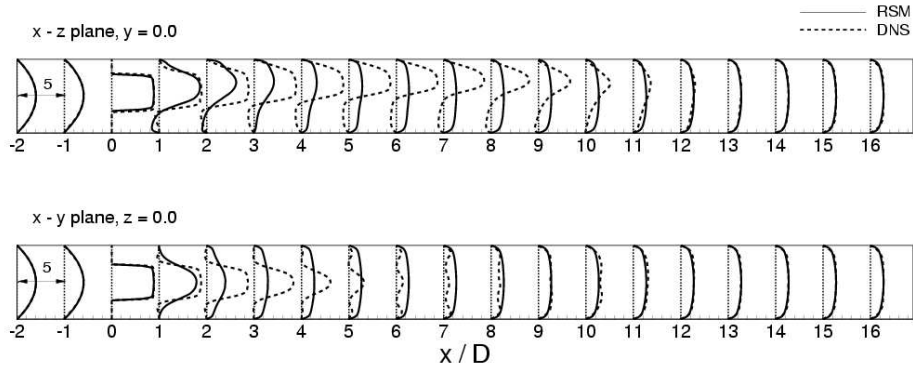 RSM
DNS
x - z plane, y = 0.0
5
-2 -1 0 1 2 3 4 5 6 7 8 9 10 11 12 13 14 15 16
x - y plane, z = 0.0
5
-2 -1 0 1 2 3 4 5 6 7 8 9 10 11 12 13 14 15 16
x / D